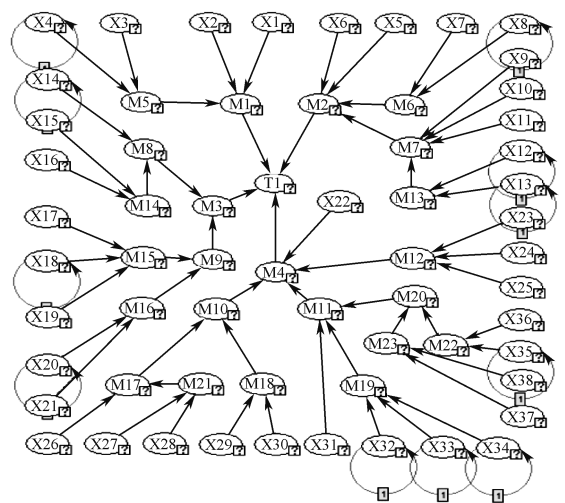 X4? X3? X2? X1? X6? X5? X7? X8?
X9?
1 1
X14? M5? M1? M2? M6? X10?
X15? X11?
M8? M7?
X16? X12?
T1?
M14? M3? X22? M13? X13?
1
X17? X23?
1
X18? M15? M9? M4? M12? X24?
X25?
1
X19? M16? M10? M11? M20? X36?
M23? M22? X35?
X20? X38?
M17? M21? M18? M19?
X21? 1
X37?
X26? X27? X28? X29? X30? X31? X32? X33? X34?
1 1 1